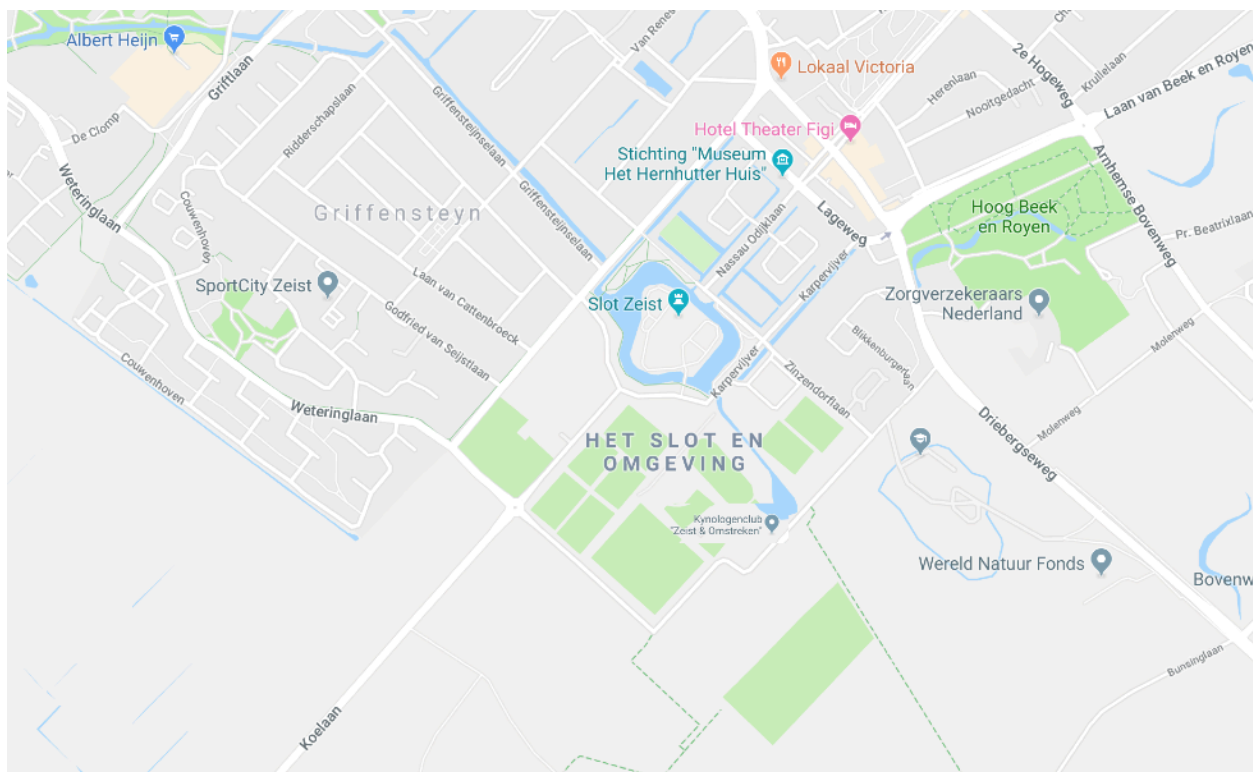 Albert Heijn
Griftlaan
De Clomp
Ridderschapslaan
Weteringlaan
Couwenhoven
Griffensteijnselaan
Griffensteijnselaan
Griffensteyn
Van Renes
Lokaal Victoria
Hotel Theater Figi
Stichting "Museum
Het Hernhutter Huis"
Herenlaan
Nooitgedacht
2e Hogeweg
Krullelaan
Laan van Beek en Royen
Arnhemse Bovenweg
Pr. Beatrixlaan
Hoog Beek
en Royen
Lageweg
Nassau Odijklaan
Karpervijver
SportCity Zeist
Laan van Cattenbroeck
Godfried van Seijstlaan
Slot Zeist
Zorgverzekeraars
Nederland
Blikkenburgerlaan
Molenweg
Molenweg
Karpervijver
Zinzendorflaan
Couwenhoven
Weteringlaan
HET SLOT EN
OMGEVING
Driebergseweg
Kynologenclub
"Zeist & Omstreken"
Wereld Natuur Fonds
Bovenw
Bunsinglaan
Koelaan